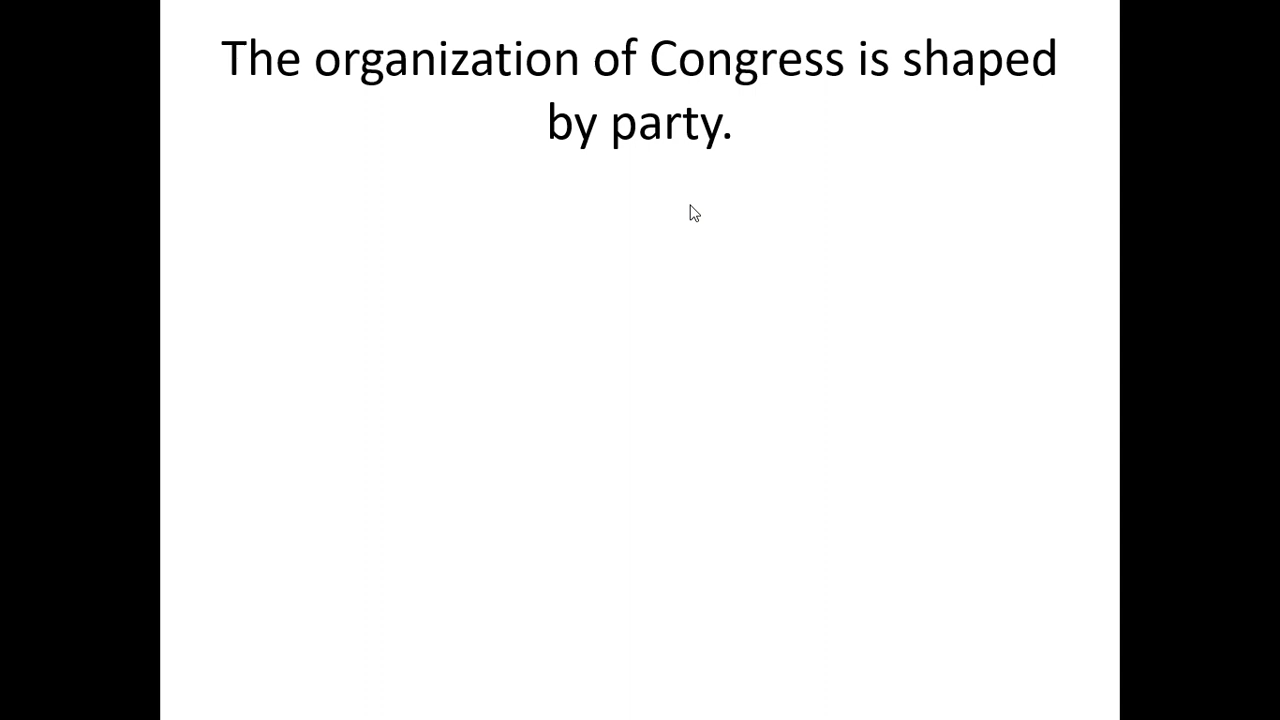 The organization of Congress is shaped
by party.